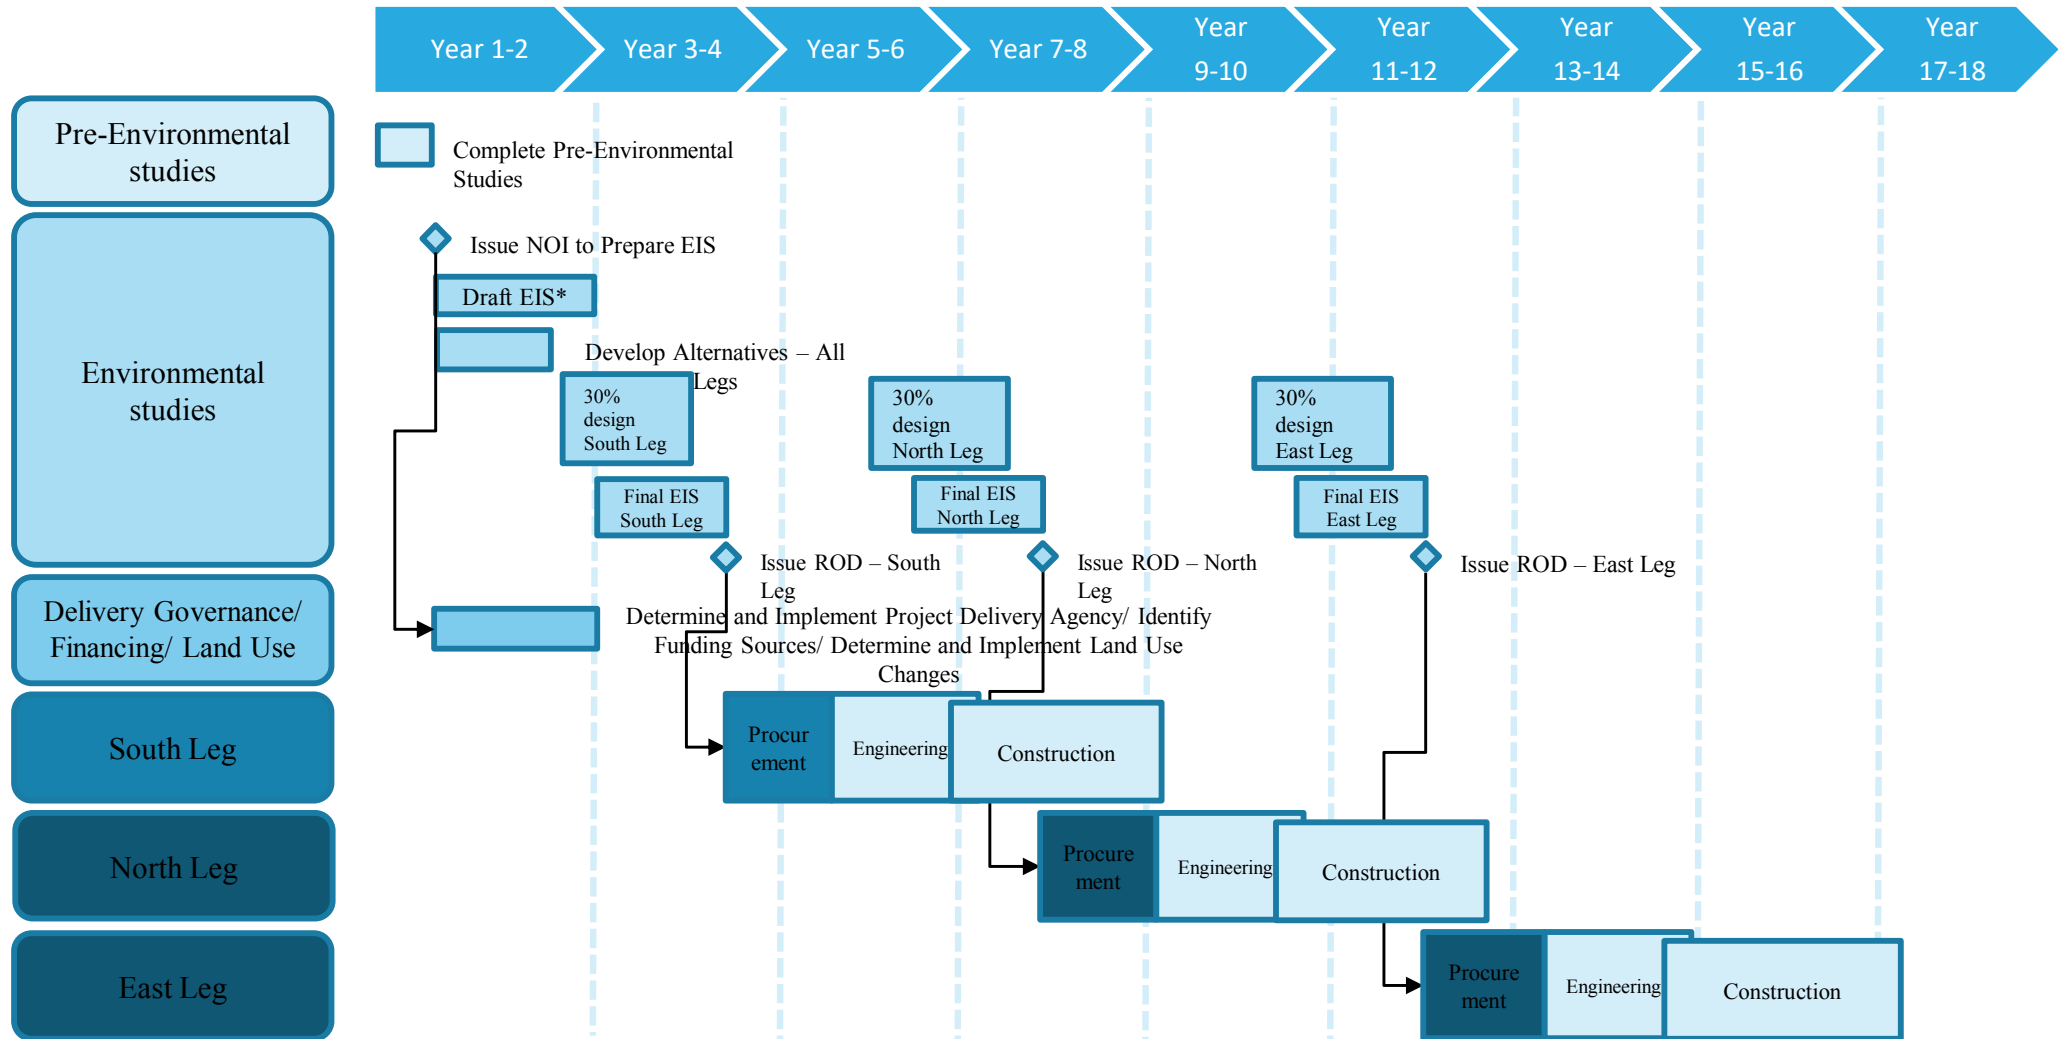 Year 1-2
Year 3-4
Year 5-6
Year 7-8
Year
9-10
Year
11-12
Year
13-14
Year
15-16
Year
17-18
Pre-Environmental
studies
Complete Pre-Environmental
Studies
Environmental
studies
Issue NOI to Prepare EIS
Draft EIS*
Develop Alternatives – All
Legs
30%
design
South Leg
30%
design
North Leg
30%
design
East Leg
Final EIS
South Leg
Final EIS
North Leg
Final EIS
East Leg
Issue ROD – South
Leg
Issue ROD – North
Leg
Issue ROD – East Leg
Delivery Governance/
Financing/ Land Use
Determine and Implement Project Delivery Agency/ Identify
Funding Sources/ Determine and Implement Land Use
Changes
South Leg
Procur
ement
Engineering
Construction
North Leg
Procure
ment
Engineering
Construction
East Leg
Procure
ment
Engineering
Construction